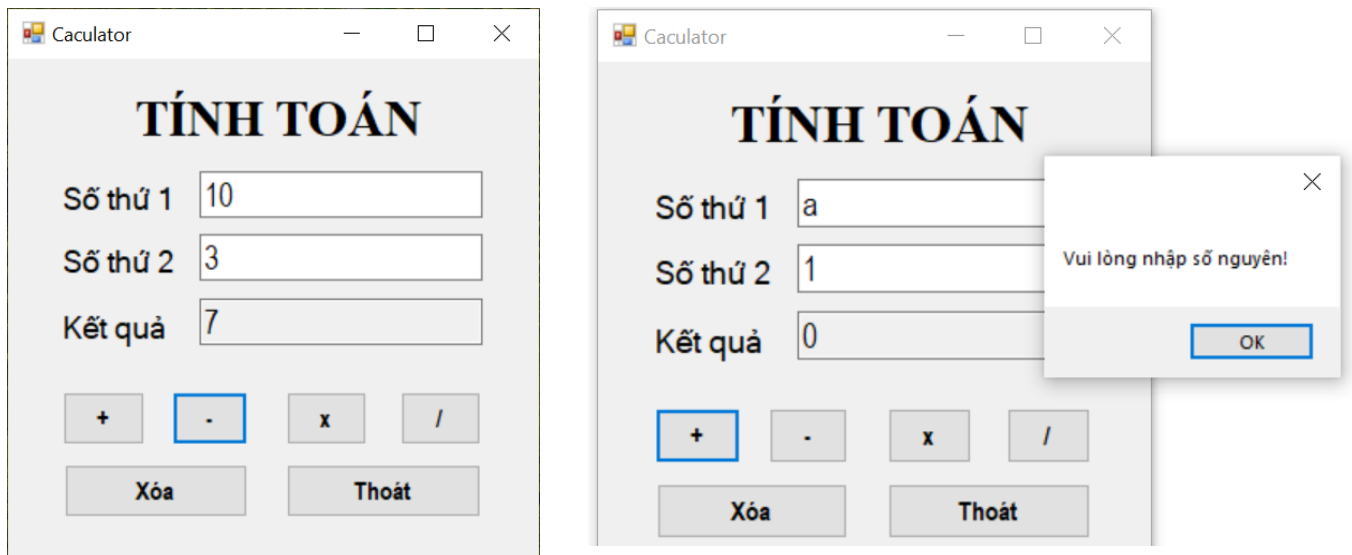 Caculator
TÍNH TOÁN
Số thứ 1 10
Số thứ 2 3
Kết quả 7
+ - x /
Xóa Thoát
Caculator
TÍNH TOÁN
Số thứ 1 a
Số thứ 2 1
Kết quả 0
+ - x /
Xóa Thoát
Vui lòng nhập số nguyên!
OK